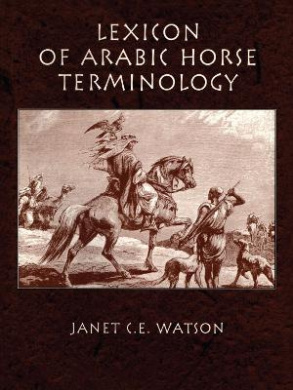 LEXICON
OF ARABIC HORSE
TERMINOLOGY
JANET C.E. WATSON